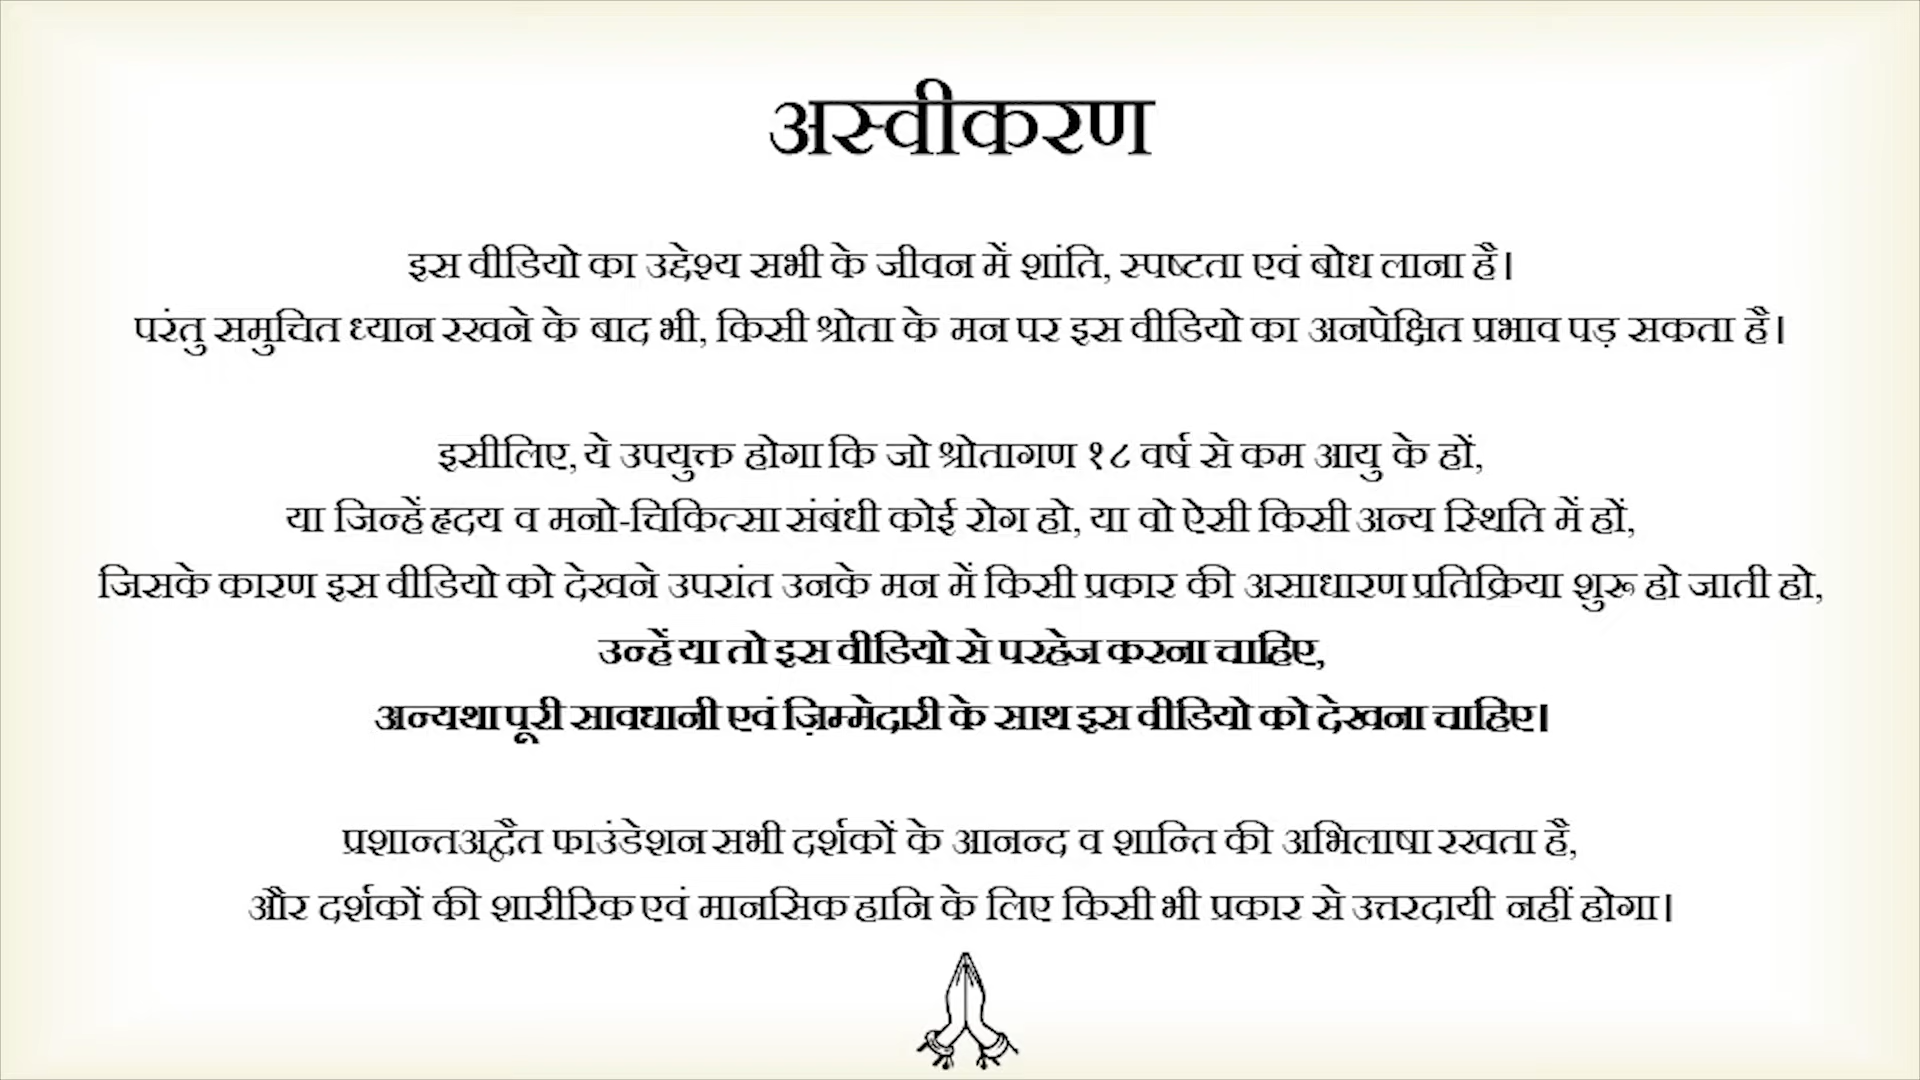 अस्वीकरण
इस वीडियो का उद्देश्य सभी के जीवन में शांति, स्पष्टता एवं बोध लाना है।
परंतु समुचित ध्यान रखने के बाद भी, किसी श्रोता के मन पर इस वीडियो का अनपेक्षित प्रभाव पड़ सकता है।
इसीलिए, ये उपयुक्त होगा कि जो श्रोतागण १८ वर्ष से कम आयु के हों,
या जिन्हें हृदय व मनो-चिकित्सा संबंधी कोई रोग हो, या वो ऐसी किसी अन्य स्थिति में हों,
जिसके कारण इस वीडियो को देखने उपरांत उनके मन में किसी प्रकार की असाधारण प्रतिक्रिया शुरू हो जाती हो,
उन्हें या तो इस वीडियो से परहेज करना चाहिए,
अन्यथा पूरी सावधानी एवं ज़िम्मेदारी के साथ इस वीडियो को देखना चाहिए।
प्रशान्तअद्वैत फाउंडेशन सभी दर्शकों के आनन्द व शान्ति की अभिलाषा रखता है,
और दर्शकों की शारीरिक एवं मानसिक हानि के लिए किसी भी प्रकार से उत्तरदायी नहीं होगा।